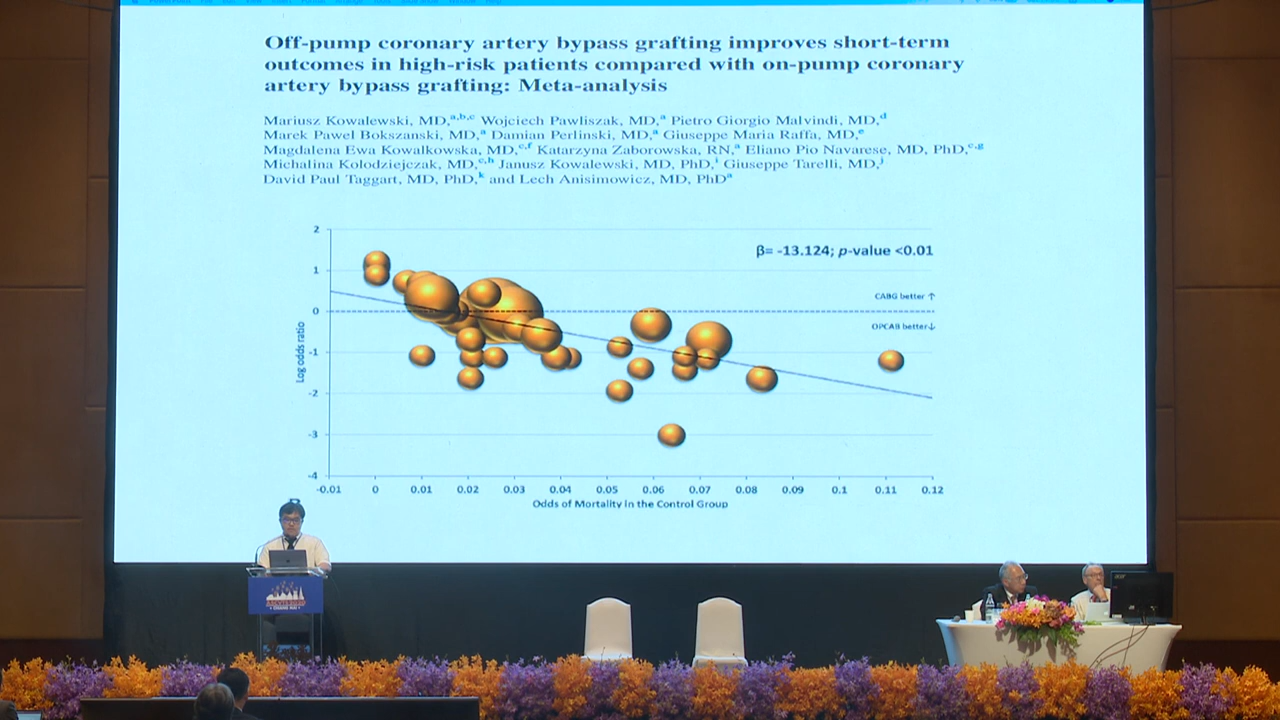 Off-pump coronary artery bypass grafting improves short-term
outcomes in high-risk patients compared with on-pump coronary
artery bypass grafting: Meta-analysis
Mariusz Kowalewski, MD,a,b,c Wojciech Pawliszak, MD,a Pietro Giorgio Malvindi, MD,d
Marek Pawel Bokszanski, MD,a Damian Perlinski, MD,a Giuseppe Maria Raffa, MD,e
Magdalena Ewa Kowalkowska, MD,c,f Katarzyna Zaborowska, RN,a Eliano Pio Navarese, MD, PhD,c,g
Michalina Kolodziejczak, MD,c,h Janusz Kowalewski, MD, PhD,i Giuseppe Tarelli, MD,j
David Paul Taggart, MD, PhD,k and Lech Anisimowicz, MD, PhDa
β= -13.124; p-value <0.01
CABG better ↑
OPCAB better↓
Log odds ratio
2
1
0
-1
-2
-3
-4
-0.01 0 0.01 0.02 0.03 0.04 0.05 0.06 0.07 0.08 0.09 0.1 0.11 0.12
Odds of Mortality in the Control Group